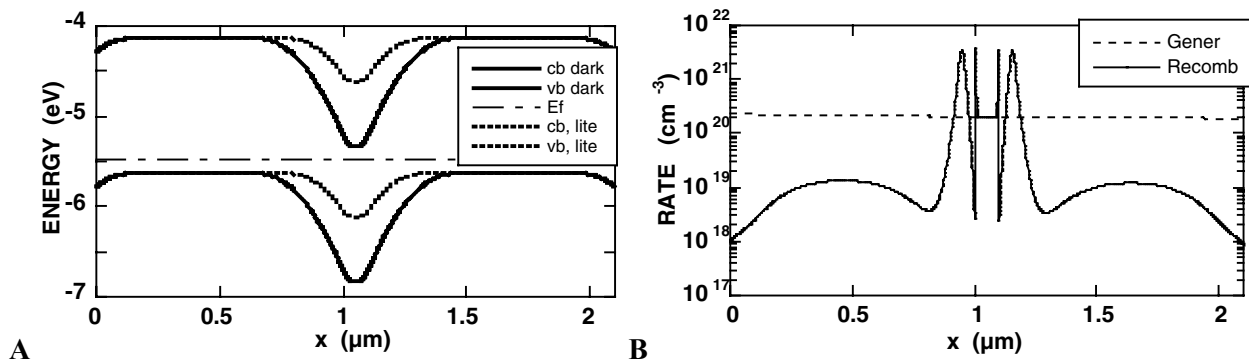 -4
-5
-6
-7
ENERGY (eV)
0
0.5
1
1.5
2
x (µm)
cb dark
vb dark
Ef
cb, lite
vb, lite
A
10 22
10 21
10 20
10 19
10 18
10 17
RATE (cm -3)
0
0.5
1
1.5
2
x (µm)
Gener
Recomb
B